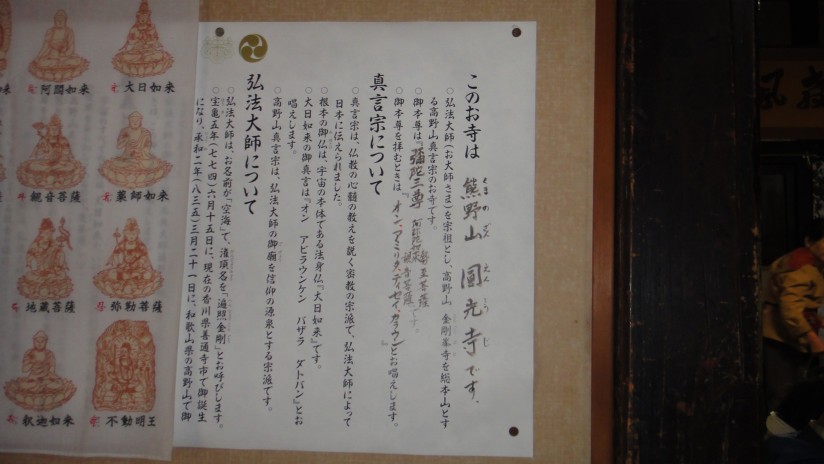 このお寺は 熊野山 圓光寺です.
くまのざん えんこうじ
○弘法大師(お大師さま)を宗祖とし、高野山 金剛峯寺を総本山とす
る高野山真言宗のお寺です。
○御本尊は『彌陀三尊 阿弥陀如来 勢至菩薩 観音菩薩』です。
○御本尊を拝むときは『オン、アミリタ、テイゼイ、カラウン』とお唱えします。
真言宗について
○真言宗は、仏教の心髄の教えを説く密教の宗派で、弘法大師によって
日本に伝えられました。
○根本の御仏は、宇宙の本体である法身仏『大日如来』です。
○大日如来の御真言は『オン アビラウンケン バザラ ダトバン』とお
唱えします。
○高野山真言宗は、弘法大師の御廟を信仰の源泉とする宗派です。
弘法大師について
○弘法大師は、お名前が「空海」で、灌頂名を「遍照金剛」とお呼びします。
○宝亀五年(七七四)六月十五日に、現在の香川県善通寺市で御誕生
になり、承和二年(八三五)三月二十一日に、和歌山県の高野山で御
大日如来
阿閦如来
薬師如来
観音菩薩
弥勒菩薩
地蔵菩薩
不動明王
釈迦如来